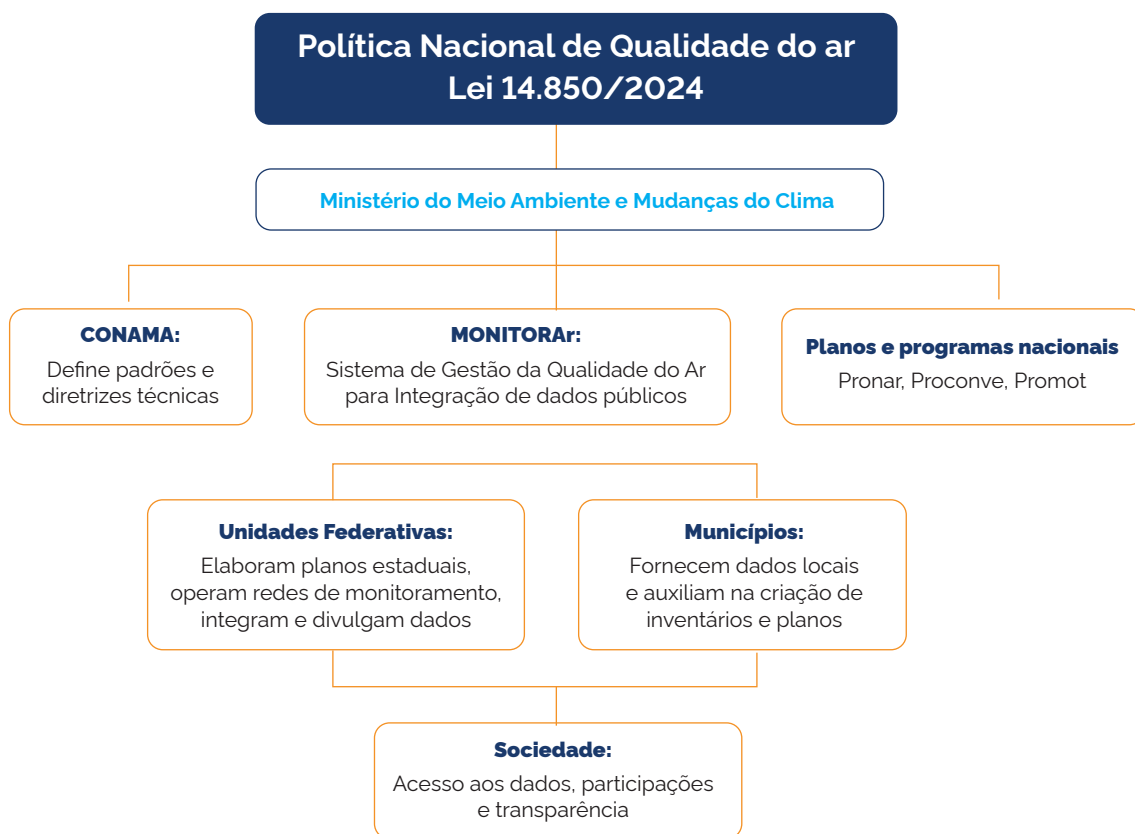 Política Nacional de Qualidade do ar
Lei 14.850/2024
Ministério do Meio Ambiente e Mudanças do Clima
CONAMA:
Define padrões e
diretrizes técnicas
MONITORAr:
Sistema de Gestão da Qualidade do Ar
para Integração de dados públicos
Planos e programas nacionais
Pronar, Proconve, Promot
Unidades Federativas:
Elaboram planos estaduais,
operam redes de monitoramento,
integram e divulgam dados
Municípios:
Fornecem dados locais
e auxiliam na criação de
inventários e planos
Sociedade:
Acesso aos dados, participações
e transparência